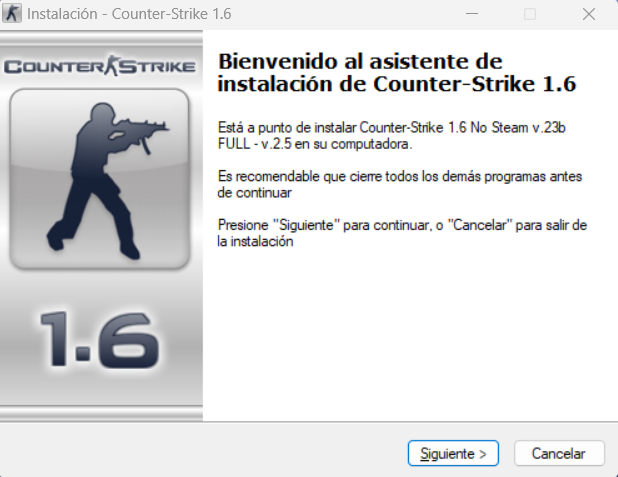 Instalación - Counter-Strike 1.6
COUNTER STRIKE
1.6
Bienvenido al asistente de
instalación de Counter-Strike 1.6
Está a punto de instalar Counter-Strike 1.6 No Steam v.23b
FULL - v.2.5 en su computadora.
Es recomendable que cierre todos los demás programas antes
de continuar
Presione "Siguiente" para continuar, o "Cancelar" para salir de
la instalación
Siguiente >
Cancelar